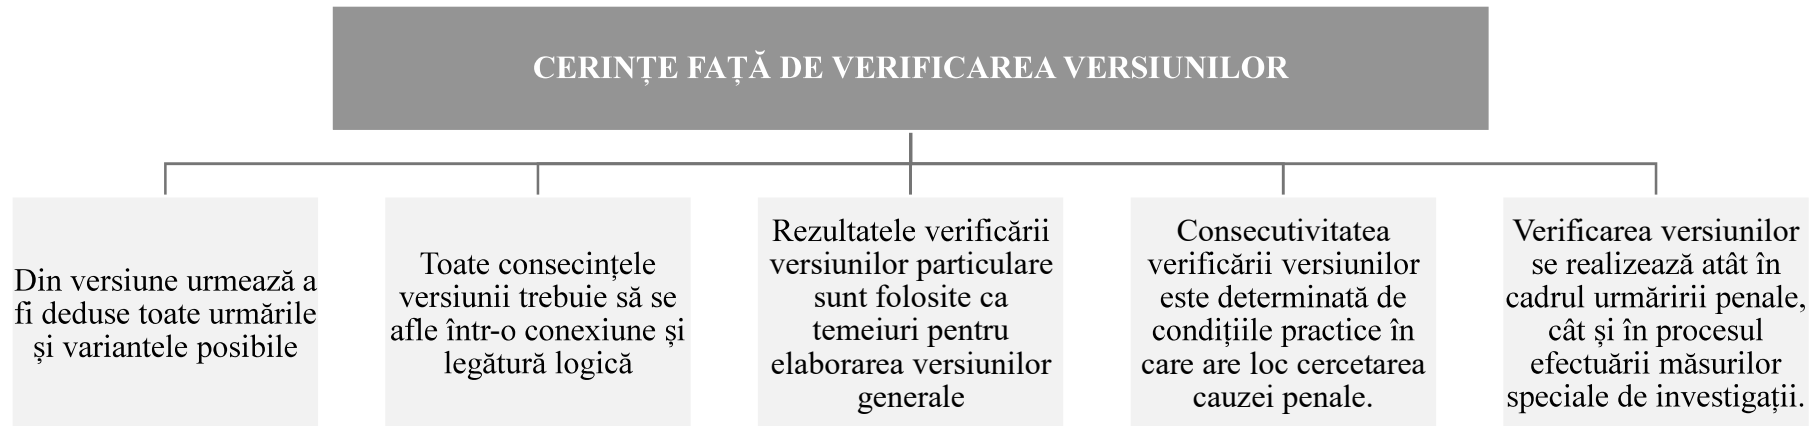 CERINȚE FAȚĂ DE VERIFICAREA VERSIUNILOR
Din versiune urmează a
fi deduse toate urmările
și variantele posibile
Toate consecințele
versiunii trebuie să se
afle într-o conexiune și
legătură logică
Rezultatele verificării
versiunilor particulare
sunt folosite ca
temeiuri pentru
elaborarea versiunilor
generale
Consecutivitatea
verificării versiunilor
este determinată de
condițiile practice în
care are loc cercetarea
cauzei penale.
Verificarea versiunilor
se realizează atât în
cadrul urmăririi penale,
cât și în procesul
efectuării măsurilor
speciale de investigații.